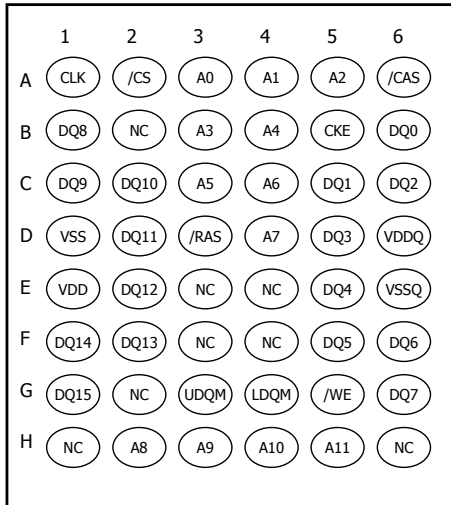 1 2 3 4 5 6
A CLK /CS A0 A1 A2 /CAS
B DQ8 NC A3 A4 CKE DQ0
C DQ9 DQ10 A5 A6 DQ1 DQ2
D VSS DQ11 /RAS A7 DQ3 VDDQ
E VDD DQ12 NC NC DQ4 VSSQ
F DQ14 DQ13 NC NC DQ5 DQ6
G DQ15 NC UDQM LDQM /WE DQ7
H NC A8 A9 A10 A11 NC